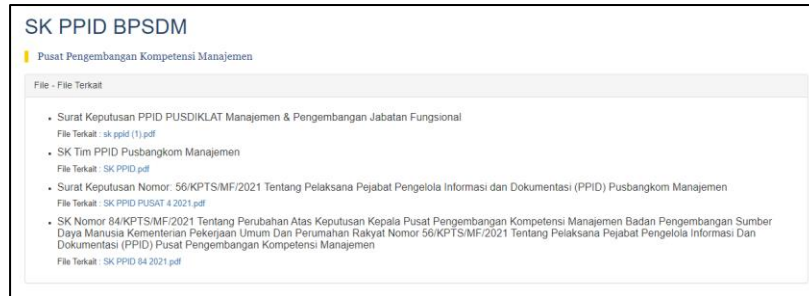 SK PPID BPSDM
Pusat Pengembangan Kompetensi Manajemen
File - File Terkait
Surat Keputusan PPID PUSDIKLAT Manajemen & Pengembangan Jabatan Fungsional
File Terkait : sk ppid (1).pdf
SK Tim PPID Pusbangkom Manajemen
File Terkait : SK PPID.pdf
Surat Keputusan Nomor: 56/KPTS/MF/2021 Tentang Pelaksana Pejabat Pengelola Informasi dan Dokumentasi (PPID) Pusbangkom Manajemen
File Terkait : SK PPID PUSAT 4 2021.pdf
SK Nomor 84/KPTS/MF/2021 Tentang Perubahan Atas Keputusan Kepala Pusat Pengembangan Kompetensi Manajemen Badan Pengembangan Sumber
Daya Manusia Kementerian Pekerjaan Umum Dan Perumahan Rakyat Nomor 56/KPTS/MF/2021 Tentang Pelaksana Pejabat Pengelola Informasi Dan
Dokumentasi (PPID) Pusat Pengembangan Kompetensi Manajemen
File Terkait : SK PPID 84 2021.pdf